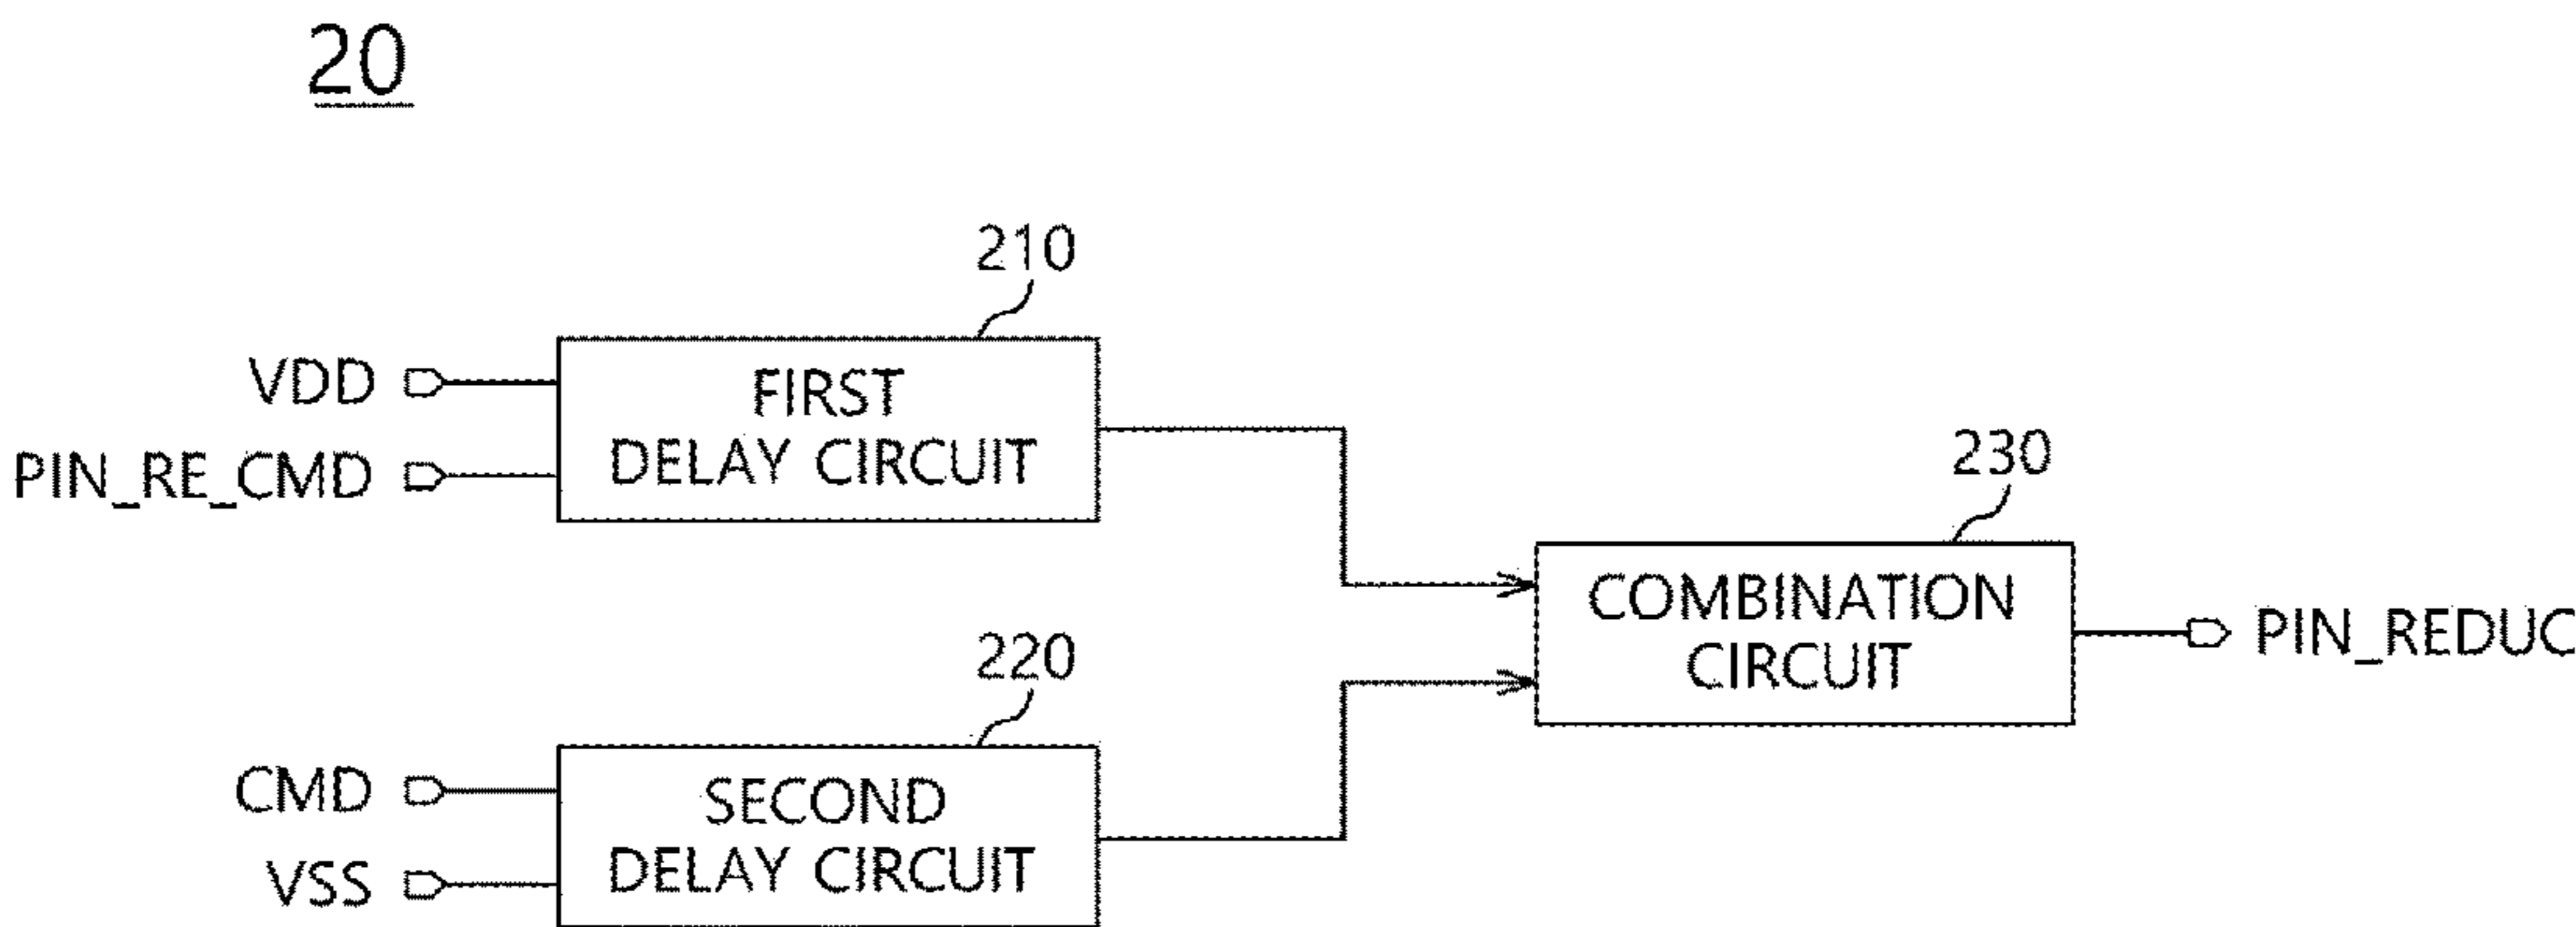 20
210
VDD
FIRST
DELAY CIRCUIT
PIN_RE_CMD
230
COMBINATION
CIRCUIT
PIN_REDUC
220
CMD
SECOND
DELAY CIRCUIT
VSS